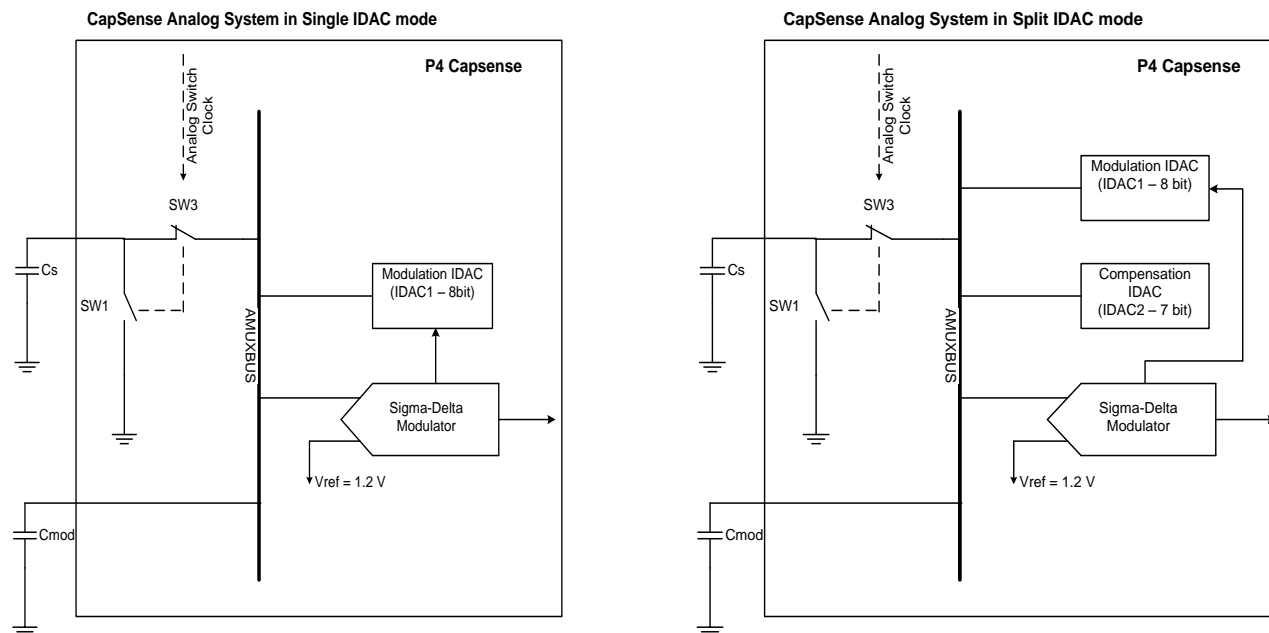 CapSense Analog System in Single IDAC mode
P4 Capsense
Analog Switch
Clock
SW3
Cs
SW1
Modulation IDAC
(IDAC1 – 8bit)
AMUXBUS
Sigma-Delta
Modulator
Vref = 1.2 V
Cmod
CapSense Analog System in Split IDAC mode
P4 Capsense
Analog Switch
Clock
Modulation IDAC
(IDAC1 – 8 bit)
SW3
Cs
SW1
Compensation
IDAC
(IDAC2 – 7 bit)
AMUXBUS
Sigma-Delta
Modulator
Vref = 1.2 V
Cmod